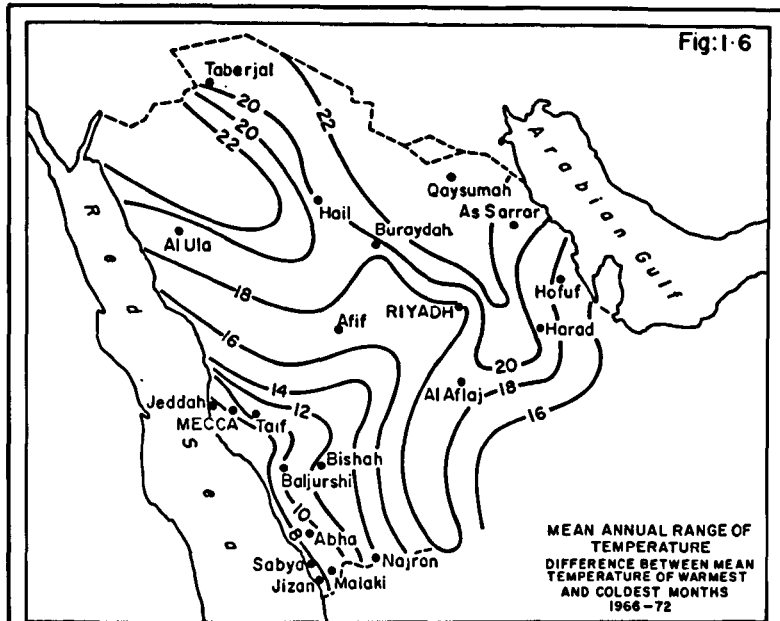 Fig:1·6
Taberjal
20
20
22
22
Arabian Gulf
Qaysumah
As Sarrar
Hail
Buraydah
Al Ula
Red Sea
18
Hofuf
RIYADH
Afif
Harad
16
20
18
Al Aflaj
16
14
12
Jeddah
MECCA
Taif
Bishah
Baljurshi
10
8
Abha
Najran
Sabya
Malaki
Jizan
MEAN ANNUAL RANGE OF
TEMPERATURE
DIFFERENCE BETWEEN MEAN
TEMPERATURE OF WARMEST
AND COLDEST MONTHS
1966-72